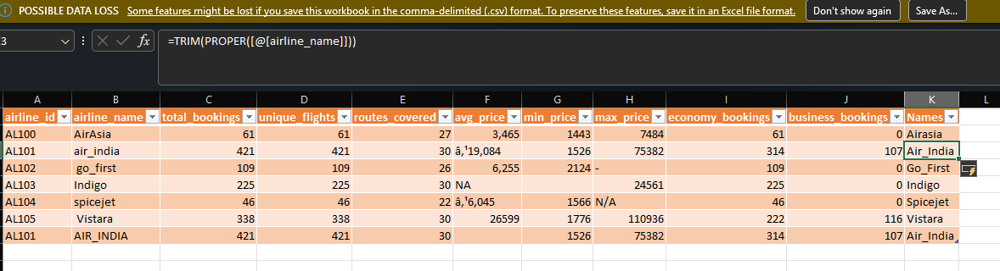 POSSIBLE DATA LOSS Some features might be lost if you save this workbook in the comma-delimited (.csv) format. To preserve these features, save it in an Excel file format. Don't show again Save As...
3 fx =TRIM(PROPER([@[airline_name]]))
A B C D E F G H I J K L
airline_id airline_name total_bookings unique_flights routes_covered avg_price min_price max_price economy_bookings business_bookings Names
AL100 AirAsia 61 61 27 3,465 1443 7484 61 0 Airasia
AL101 air_india 421 421 30 â‚¹19,084 1526 75382 314 107 Air_India
AL102 go_first 109 109 26 6,255 2124 - 109 0 Go_First
AL103 Indigo 225 225 30 NA 24561 225 0 Indigo
AL104 spicejet 46 46 22 â‚¹6,045 1566 N/A 46 0 Spicejet
AL105 Vistara 338 338 30 26599 1776 110936 222 116 Vistara
AL101 AIR_INDIA 421 421 30 1526 75382 314 107 Air_India